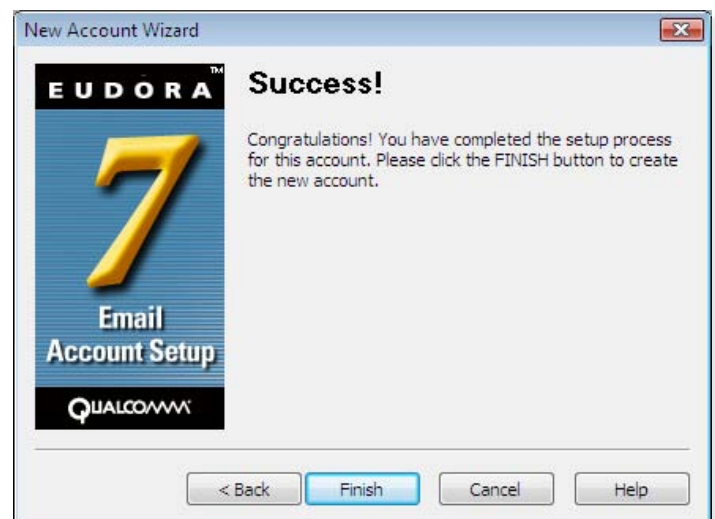 New Account Wizard
EUDORA™
7
Email
Account Setup
QUALCOMM
Success!
Congratulations! You have completed the setup process
for this account. Please click the FINISH button to create
the new account.
< Back
Finish
Cancel
Help